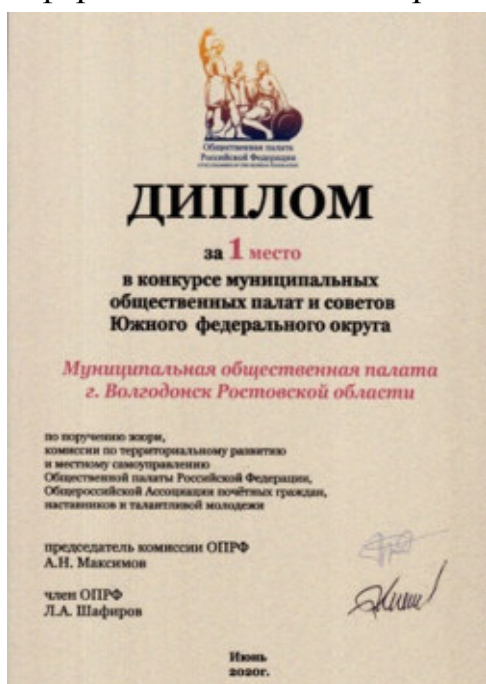 Общественная палата
Российской Федерации
ДИПЛОМ
за 1 место
в конкурсе муниципальных
общественных палат и советов
Южного федерального округа
Муниципальная общественная палата
г. Волгодонск Ростовской области
по поручению жюри,
комиссии по территориальному развитию
и местному самоуправлению
Общественной палаты Российской Федерации,
Общероссийской Ассоциация почётных граждан,
наставников и талантливой молодежи
председатель комиссии ОПРФ
А.Н. Максимов
член ОПРФ
Л.А. Шафиров
Июнь
2020г.